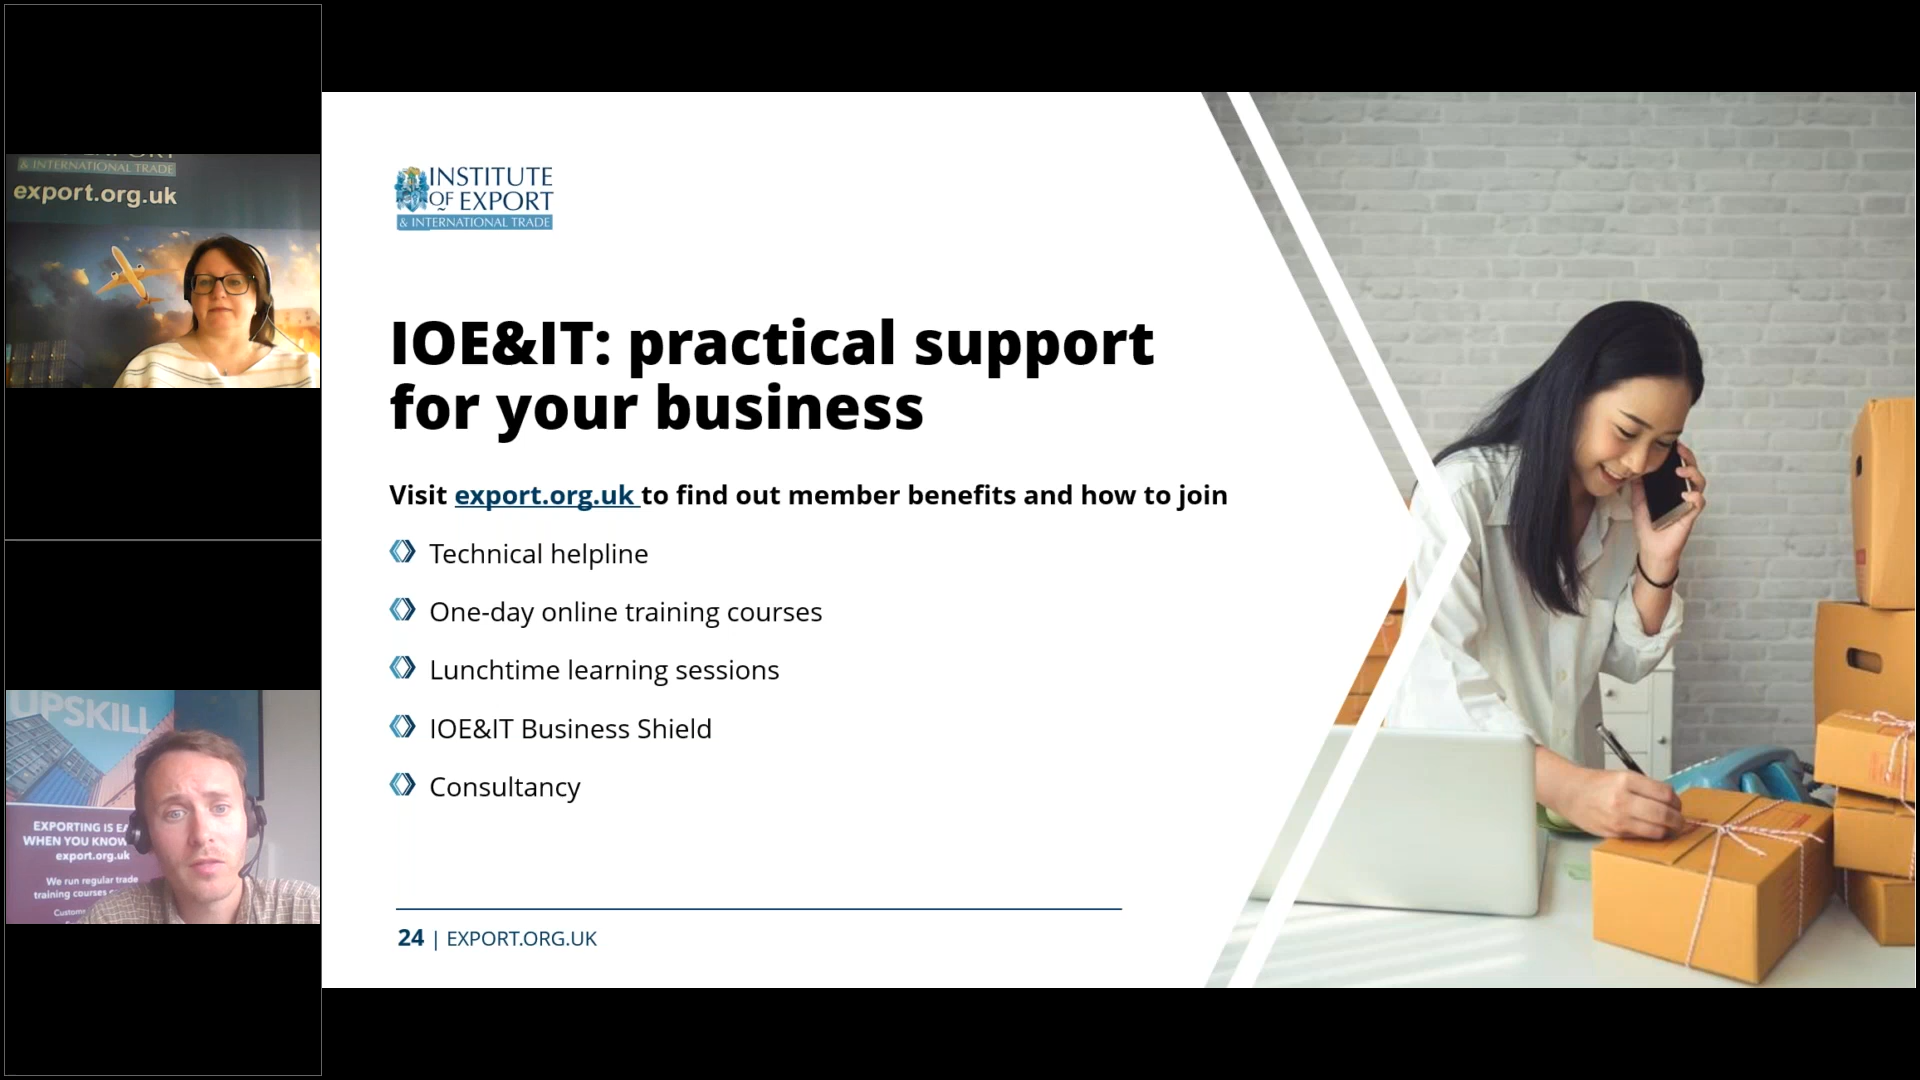 & INTERNATIONAL TRADE
export.org.uk
UPSKILL
EXPORTING IS
WHEN YOU KNOW
export.org.uk
We run regular trade
training courses
INSTITUTE
OF EXPORT
& INTERNATIONAL TRADE
IOE&IT: practical support
for your business
Visit export.org.uk to find out member benefits and how to join
Technical helpline
One-day online training courses
Lunchtime learning sessions
IOE&IT Business Shield
Consultancy
24 | EXPORT.ORG.UK